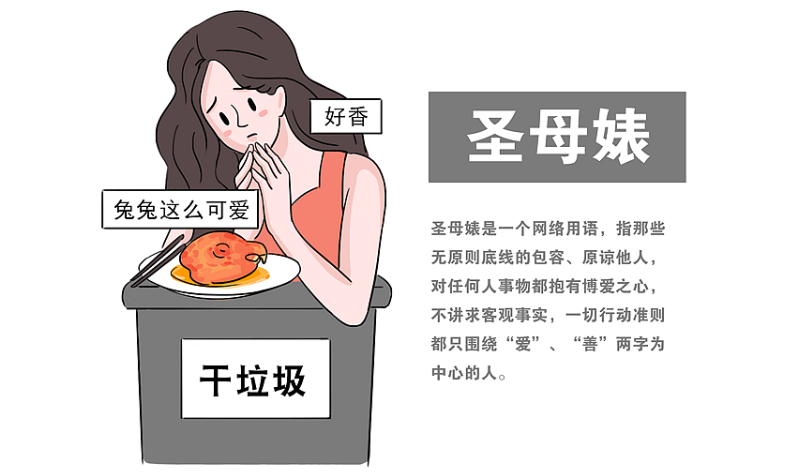 好香
兔兔这么可爱
干垃圾
圣母婊
圣母婊是一个网络用语，指那些
无原则底线的包容、原谅他人，
对任何人事物都抱有博爱之心，
不讲求客观事实，一切行动准则
都只围绕“爱”、“善”两字为
中心的人。